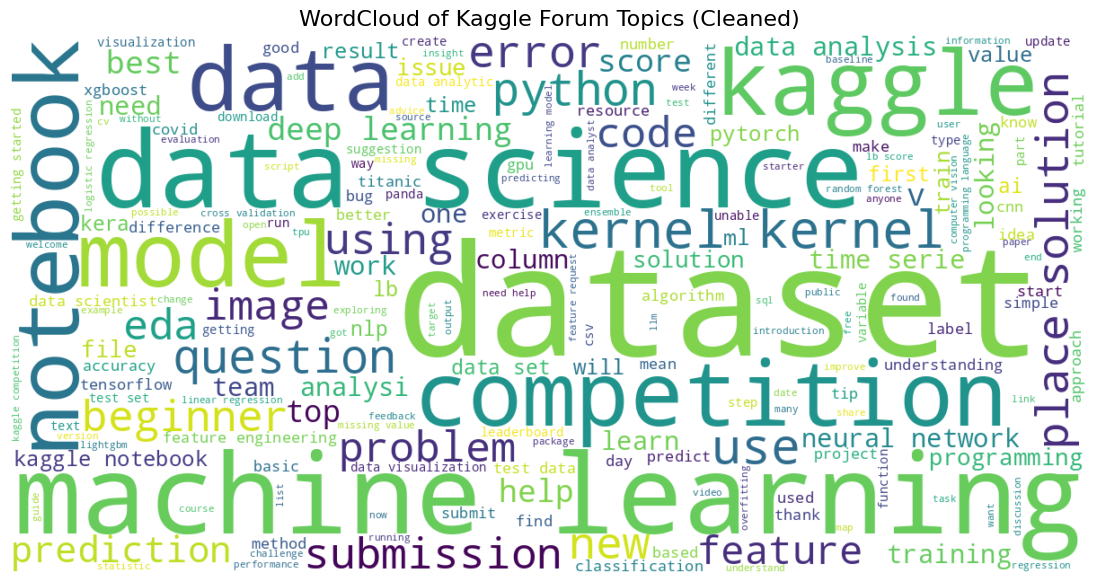 WordCloud of Kaggle Forum Topics (Cleaned)
visualization
good
result
create
insight
error
number
data analysis
information
update
baseline
value
best
data
add
issue
data analytic
score
different
kaggle
xgboost
need
without
covid
download
time
python
advice
source
week
resource
test
user
know
getting started
logistic regression
cv
evaluation
deep learning
suggestion
gpu
learning model
code
data analyst
pytorch
make
type
lb score
first
train
computer vision
programming language
looking
part
tutorial
notebook
data science
script
way
missing
titanic
bug
panda
predicting
starter
tool
random forest
anyone
v
ai
cnn
place solution
possible
cross validation
kera
difference
open
run
better
one
exercise
ensemble
unable
idea
working
welcome
tpu
using
metric
kernel
ml
kernel
paper
end
model
work
column
solution
time serie
start
simple
data scientist
change
example
image
exploring
lb
need help
feature request
algorithm
sql
public
found
variable
free
eda
getting
got
nlp
target
output
dataset
csv
llm
introduction
label
approach
file
accuracy
question
data set
will
mean
understanding
kaggle competition
tensorflow
test set
linear regression
team
analysi
competition
step
date
many
tip
improve
share
link
beginner
top
feedback
missing value
text
version
lightgbm
feature engineering
problem
leaderboard
package
learn
day
predict
use
neural network
project
programming
kaggle notebook
basic
data visualization
test data
help
video
overfitting
used
thank
function
task
want
discussion
machine learning
guide
course
list
now
submit
find
map
prediction
statistic
method
challenge
performance
running
submission
new
classification
based
feature
understand
training
regression